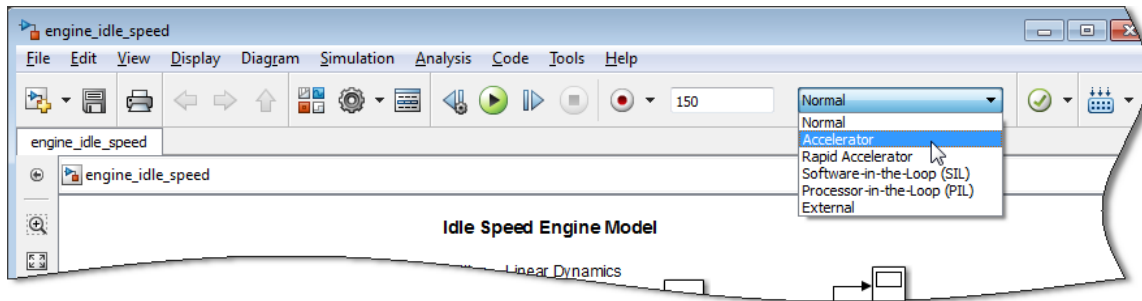 engine_idle_speed
File Edit View Display Diagram Simulation Analysis Code Tools Help
150 Normal
Normal
Accelerator
Rapid Accelerator
Software-in-the-Loop (SIL)
Processor-in-the-Loop (PIL)
External
engine_idle_speed
engine_idle_speed
Idle Speed Engine Model
Linear Dynamics